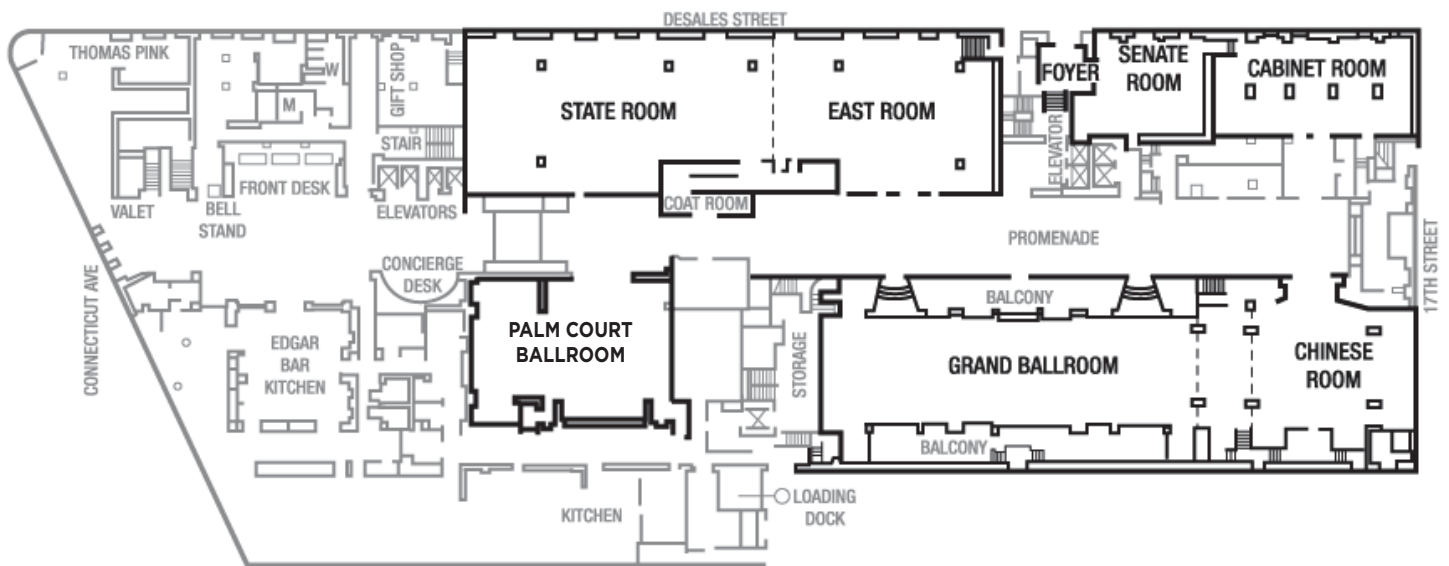 DESALES STREET
THOMAS PINK
W
M
GIFT SHOP
STAIR
STATE ROOM
EAST ROOM
FOYER
SENATE
ROOM
CABINET ROOM
ELEVATOR
VALET
BELL
STAND
FRONT DESK
ELEVATORS
COAT ROOM
PROMENADE
17TH STREET
CONNECTICUT AVE
CONCIERGE
DESK
EDGAR
BAR
KITCHEN
PALM COURT
BALLROOM
STORAGE
BALCONY
GRAND BALLROOM
CHINESE
ROOM
BALCONY
KITCHEN
LOADING
DOCK